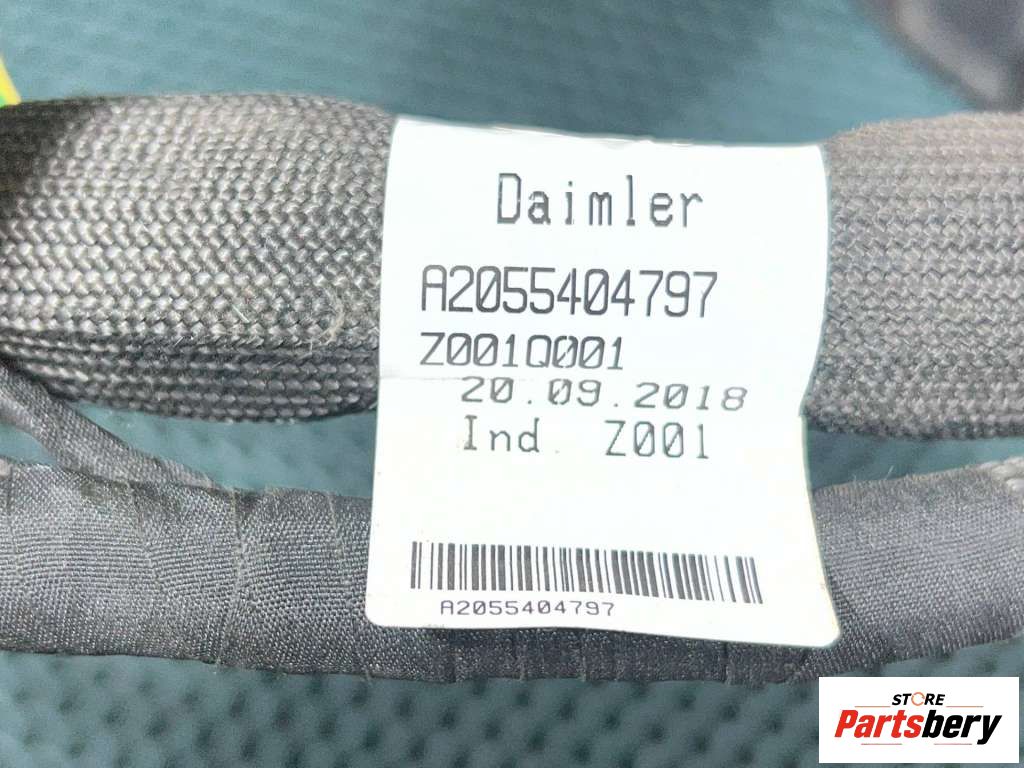 Daimler
A2055404797
Z001Q001
20.09.2018
Ind. Z001
A2055404797
STORE
Partsbery